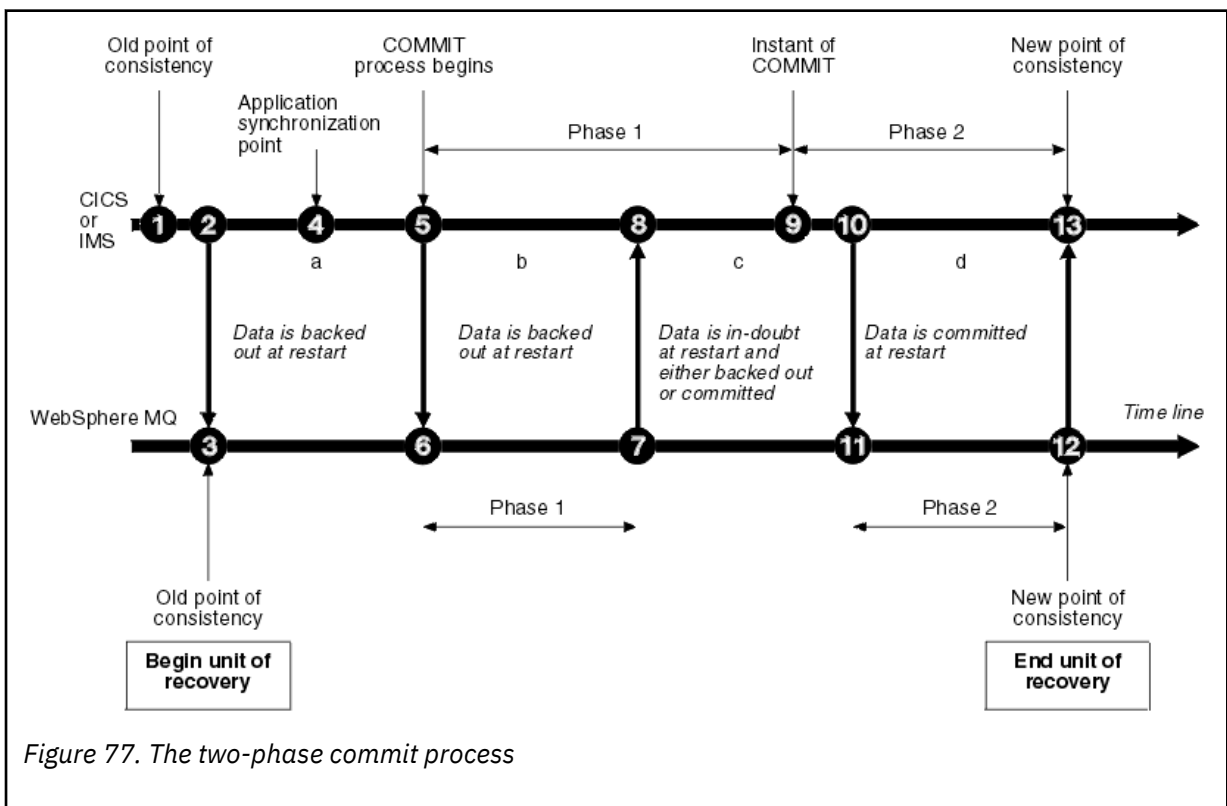 Old point of
consistency
COMMIT
process begins
Instant of
COMMIT
New point of
consistency
Application
synchronization
point
Phase 1
Phase 2
CICS
or
IMS
1
2
4
5
8
9
10
13
a
b
c
d
Data is backed
out at restart
Data is backed
out at restart
Data is in-doubt
at restart and
either backed out
or committed
Data is committed
at restart
WebSphere MQ
Time line
3
6
7
11
12
Phase 1
Phase 2
Old point of
consistency
New point of
consistency
Begin unit of
recovery
End unit of
recovery
Figure 77. The two-phase commit process